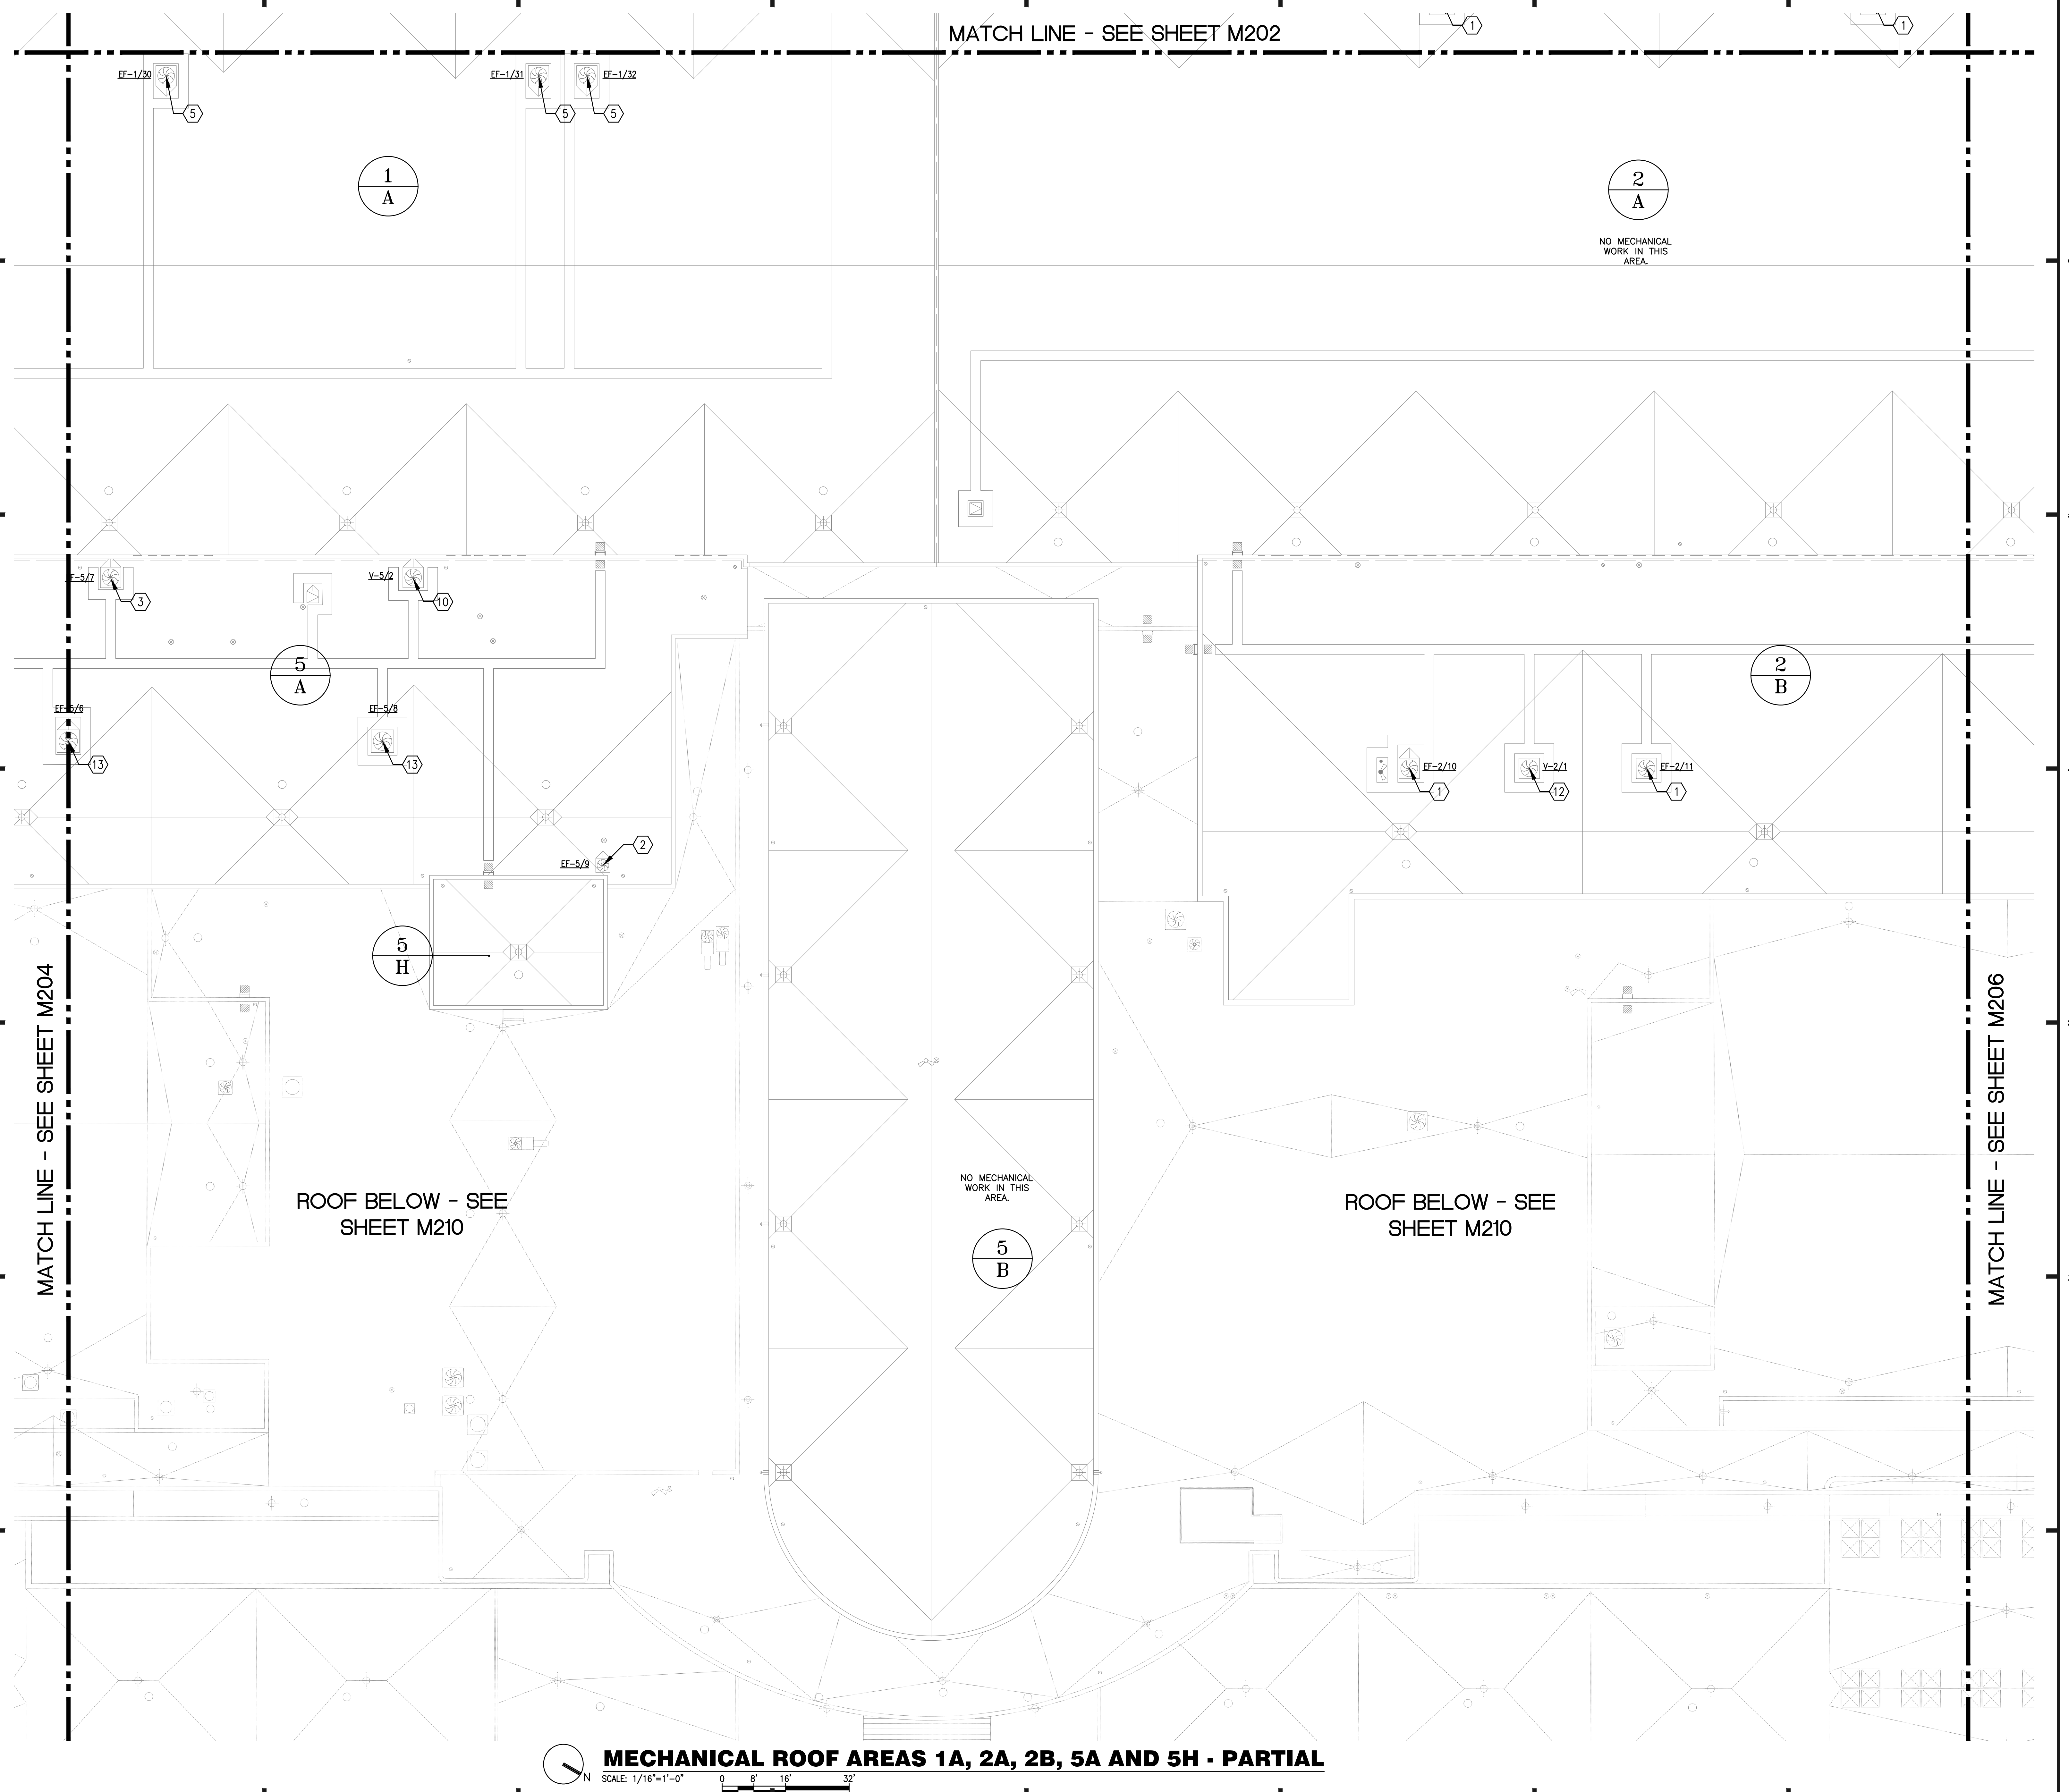 MATCH LINE - SEE SHEET M202
1
1
EF-1/30
5
EF-1/31
5
EF-1/32
5
1
A
2
A
NO MECHANICAL
WORK IN THIS
AREA.
EF-5/7
3
V-5/2
10
5
A
2
B
EF-5/6
13
EF-5/8
13
EF-2/10
1
V-2/1
12
EF-2/11
1
EF-5/9
2
5
H
MATCH LINE - SEE SHEET M204
MATCH LINE - SEE SHEET M206
ROOF BELOW - SEE
SHEET M210
NO MECHANICAL
WORK IN THIS
AREA.
5
B
ROOF BELOW - SEE
SHEET M210
N
MECHANICAL ROOF AREAS 1A, 2A, 2B, 5A AND 5H - PARTIAL
SCALE: 1/16"=1'-0"
0 8' 16' 32'